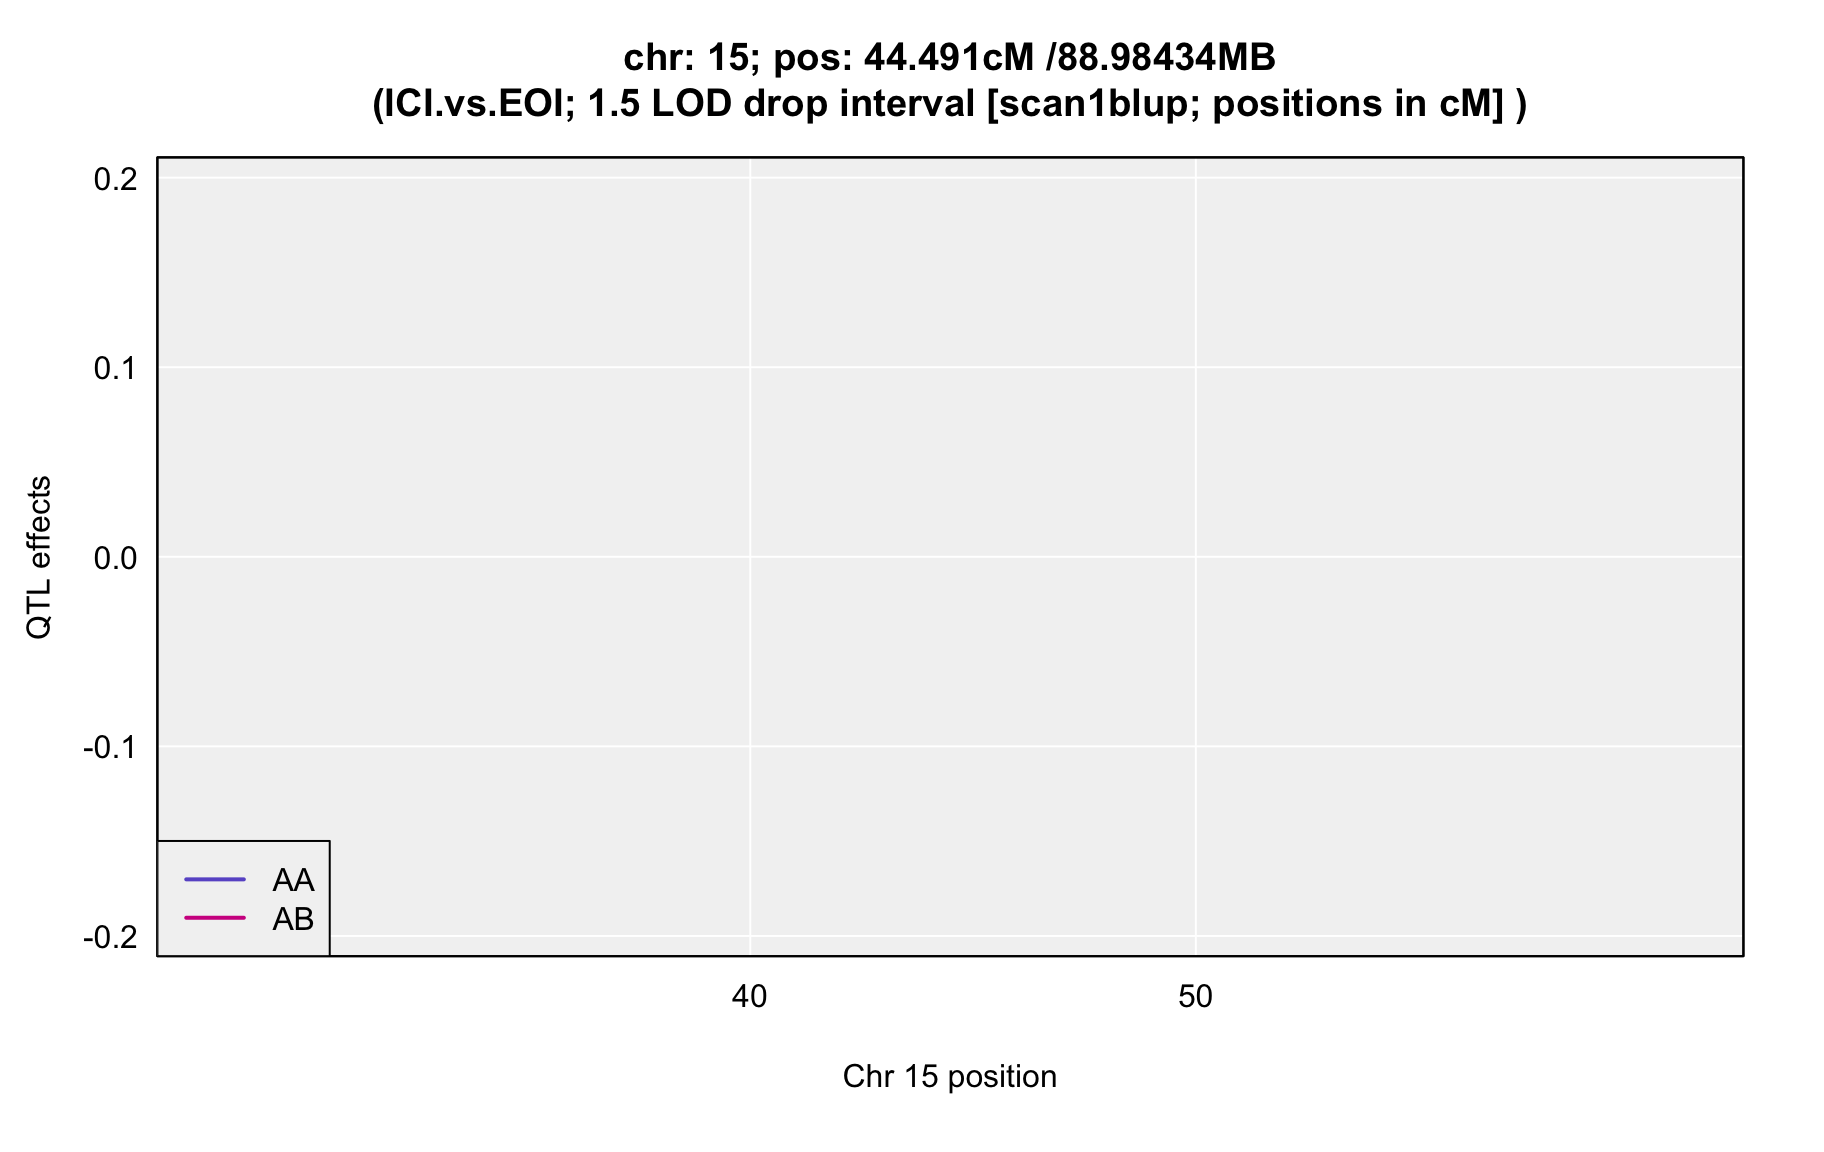 chr: 15; pos: 44.491cM /88.98434MB
(ICI.vs.EOI; 1.5 LOD drop interval [scan1blup; positions in cM] )
0.2
0.1
0.0
-0.1
-0.2
QTL effects
AA
AB
40 50
Chr 15 position